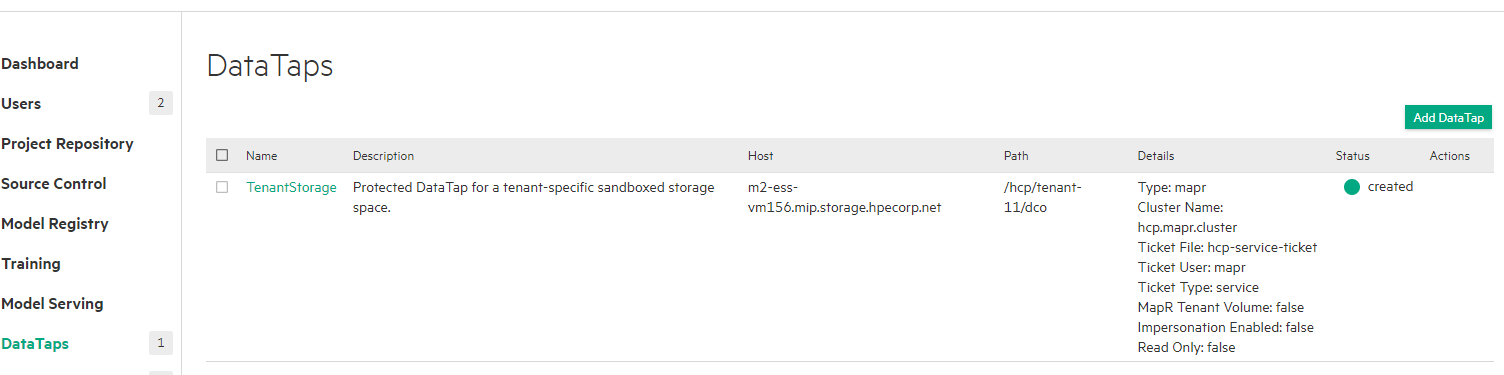 DataTaps
Dashboard
Users 2
Project Repository
Source Control
Model Registry
Training
Model Serving
DataTaps 1
Add DataTap
Name Description Host Path Details Status Actions
TenantStorage
Protected DataTap for a tenant-specific sandboxed storage
space.
m2-ess-
vm156.mip.storage.hpecorp.net
/hcp/tenant-
11/dco
Type: mapr
Cluster Name:
hcp.mapr.cluster
Ticket File: hcp-service-ticket
Ticket User: mapr
Ticket Type: service
MapR Tenant Volume: false
Impersonation Enabled: false
Read Only: false
created